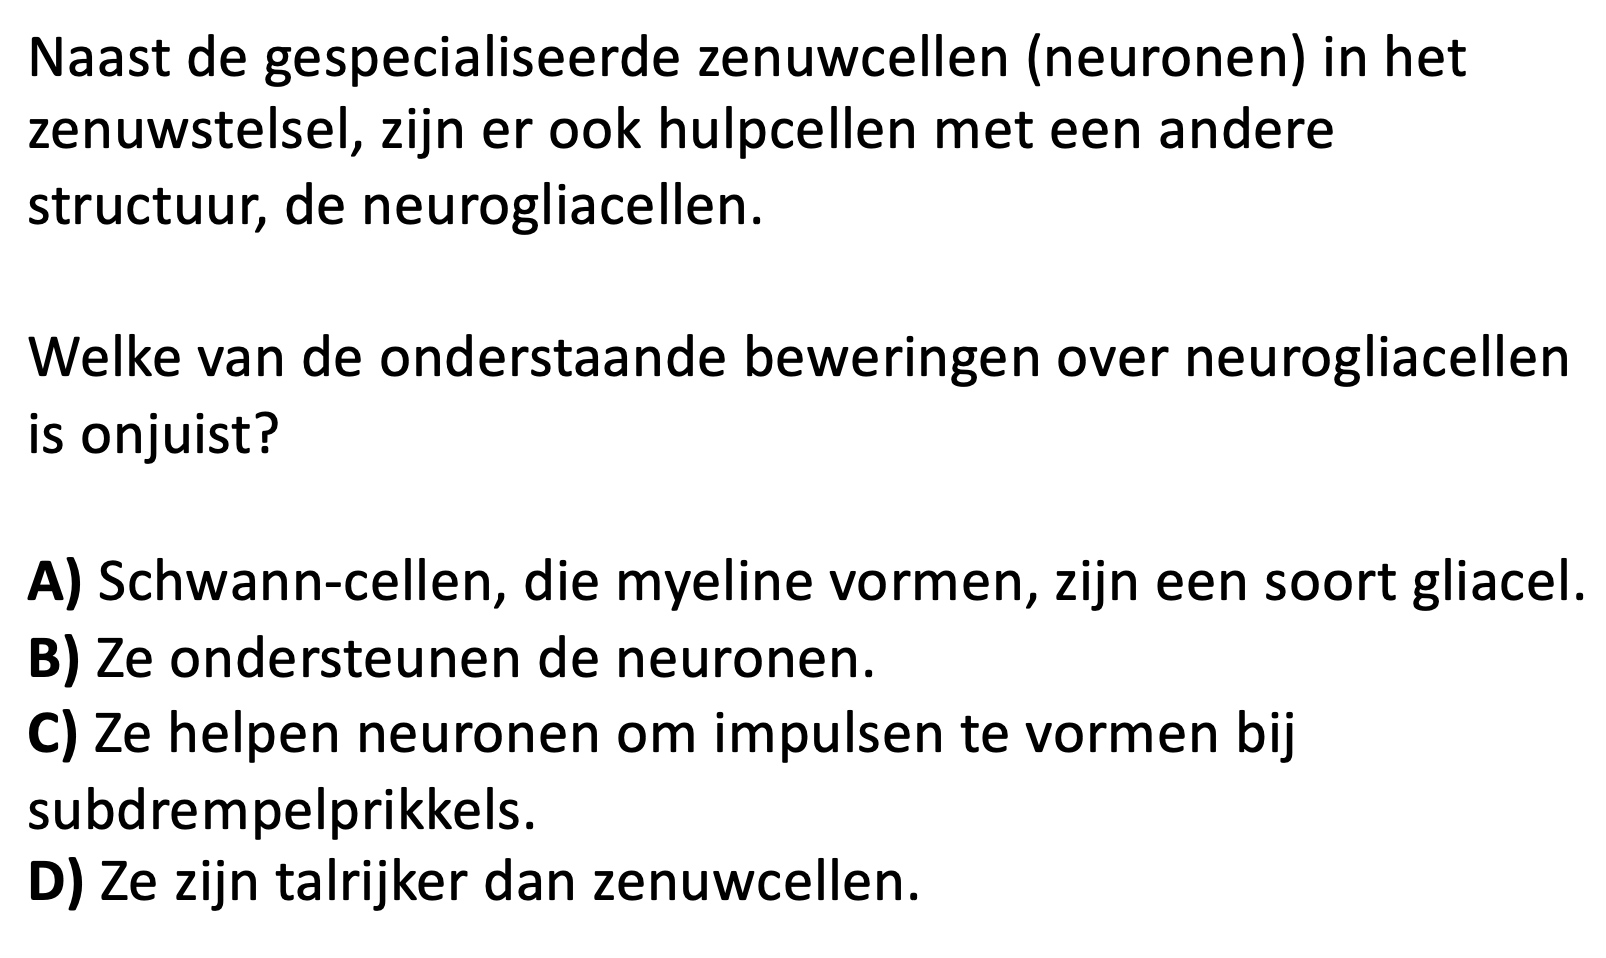 Naast de gespecialiseerde zenuwcellen (neuronen) in het
zenuwstelsel, zijn er ook hulpcellen met een andere
structuur, de neurogliacellen.
Welke van de onderstaande beweringen over neurogliacellen
is onjuist?
A) Schwann-cellen, die myeline vormen, zijn een soort gliacel.
B) Ze ondersteunen de neuronen.
C) Ze helpen neuronen om impulsen te vormen bij
subdrempelprikkels.
D) Ze zijn talrijker dan zenuwcellen.